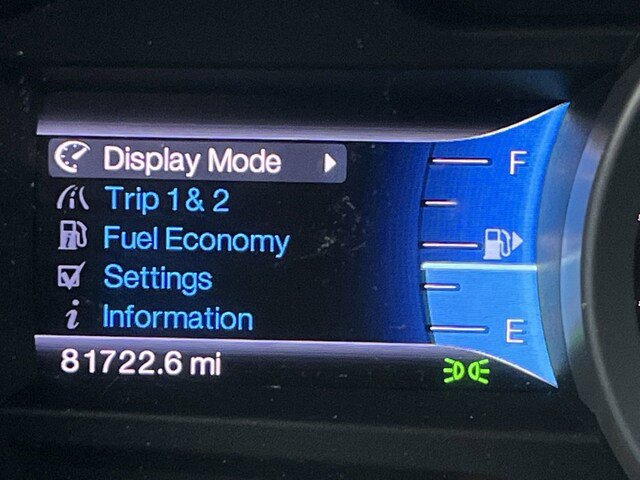 Display Mode
Trip 1 & 2
Fuel Economy
Settings
Information
81722.6 mi
F
E